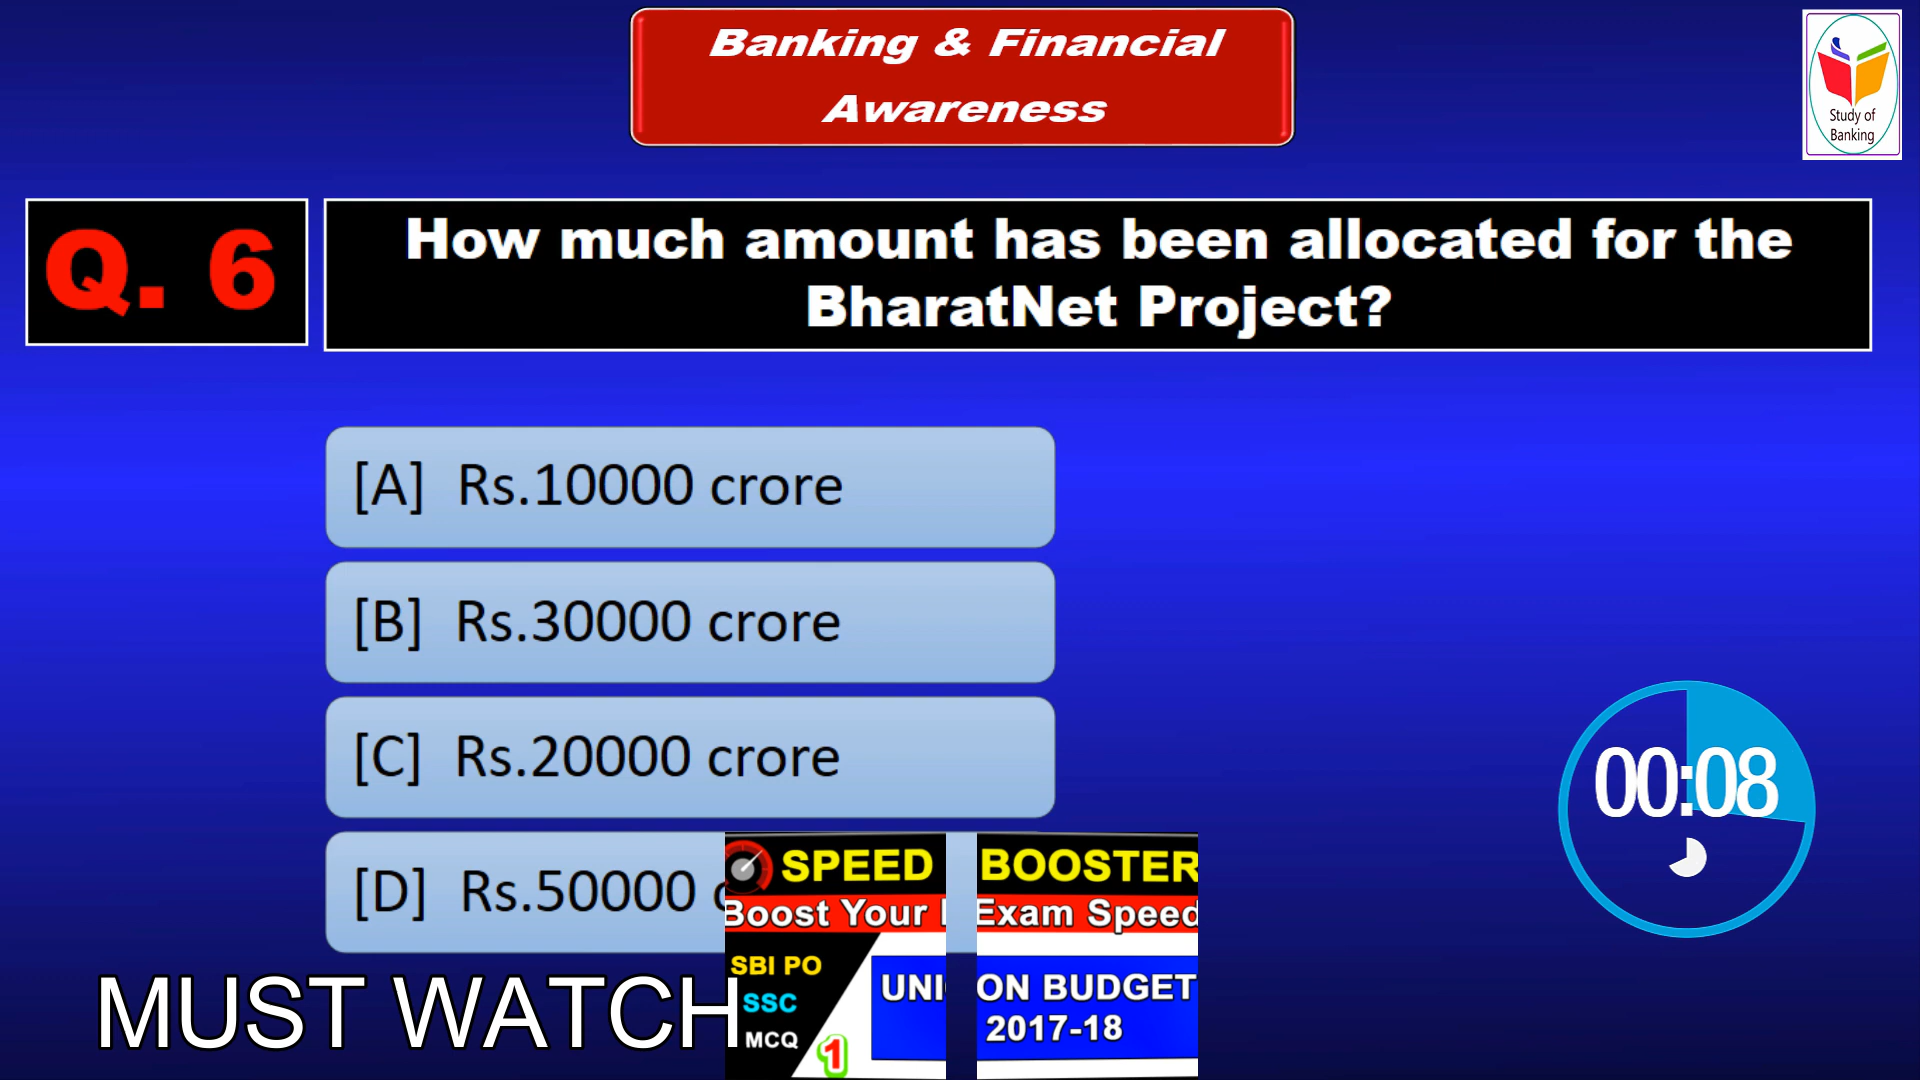 Banking & Financial
Awareness
Study of
Banking
Q. 6
How much amount has been allocated for the
BharatNet Project?
[A] Rs.10000 crore
[B] Rs.30000 crore
[C] Rs.20000 crore
[D] Rs.50000
00:08
SPEED BOOSTER
Boost Your Exam Speed
SBI PO
SSC
MCQ
1
UNION BUDGET
2017-18
MUST WATCH